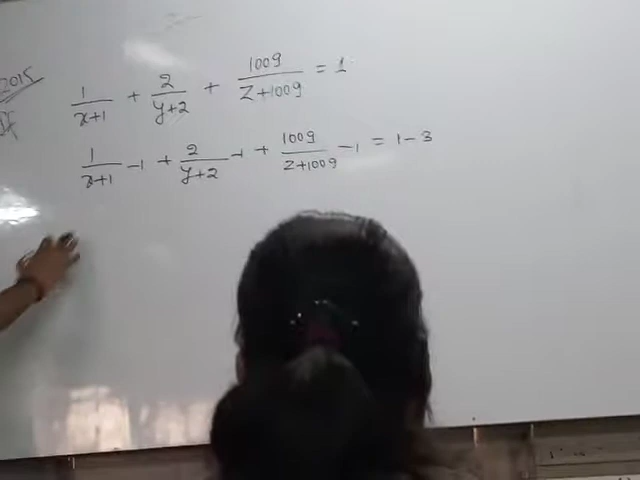 2015
1/(x+1) + 2/(y+2) + 1009/(z+1009) = 1
1/(x+1) -1 + 2/(y+2) -1 + 1009/(z+1009) -1 = 1-3